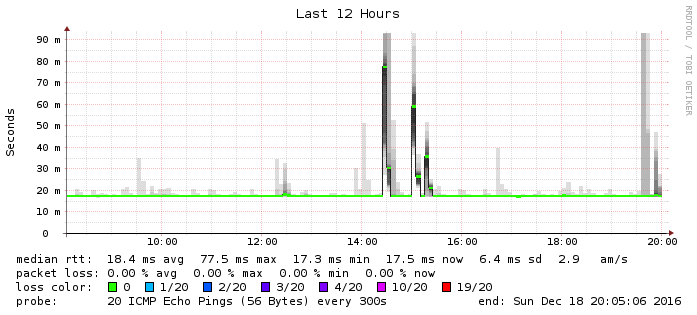 Last 12 Hours
RRDTOOL / TOBI OETIKER
Seconds
90 m
80 m
70 m
60 m
50 m
40 m
30 m
20 m
10 m
0
10:00 12:00 14:00 16:00 18:00 20:00
median rtt: 18.4 ms avg 77.5 ms max 17.3 ms min 17.5 ms now 6.4 ms sd 2.9 am/s
packet loss: 0.00 % avg 0.00 % max 0.00 % min 0.00 % now
loss color: 0 1/20 2/20 3/20 4/20 10/20 19/20
probe: 20 ICMP Echo Pings (56 Bytes) every 300s end: Sun Dec 18 20:05:06 2016